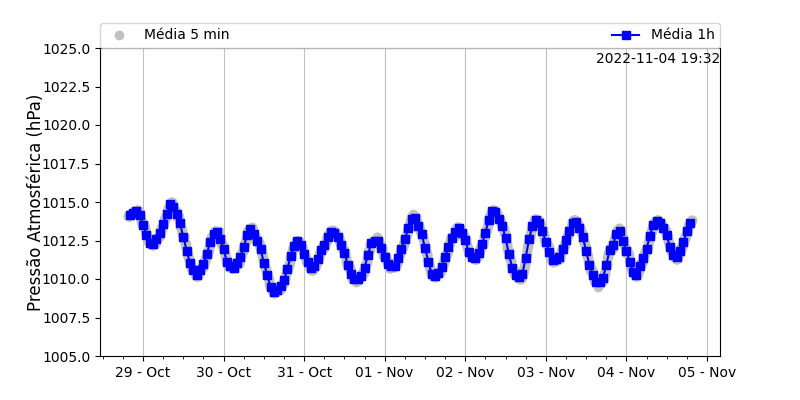 Média 5 min
Média 1h
2022-11-04 19:32
Pressão Atmosférica (hPa)
1025.0
1022.5
1020.0
1017.5
1015.0
1012.5
1010.0
1007.5
1005.0
29 - Oct
30 - Oct
31 - Oct
01 - Nov
02 - Nov
03 - Nov
04 - Nov
05 - Nov